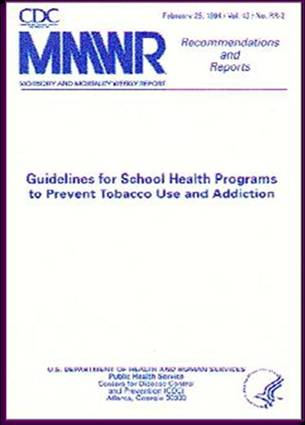 CDC
February 25, 1994 / Vol. 43 / No. RR-2
MMWR
Recommendations
and
Reports
MORBIDITY AND MORTALITY WEEKLY REPORT
Guidelines for School Health Programs
to Prevent Tobacco Use and Addiction
U.S. DEPARTMENT OF HEALTH AND HUMAN SERVICES
Public Health Service
Centers for Disease Control
and Prevention (CDC)
Atlanta, Georgia 30333